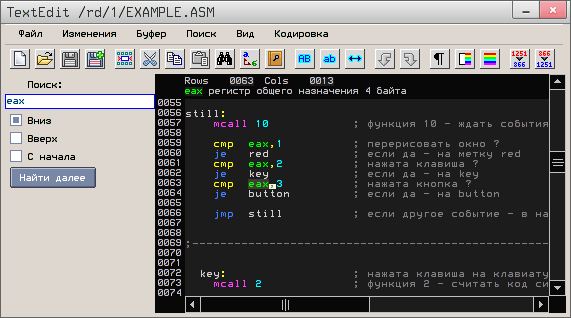 TextEdit /rd/1/EXAMPLE.ASM
Файл Изменения Буфер Поиск Вид Кодировка
AB ab 1251 866 866 1251
Поиск:
eax
Вниз
Вверх
С начала
Найти далее
Rows 0063 Cols 0013
eax регистр общего назначения 4 байта
0055
0056 still:
0057 mcall 10 ; функция 10 - ждать события
0058
0059 cmp eax,1 ; перерисовать окно ?
0060 je red ; если да - на метку red
0061 cmp eax,2 ; нажата клавиша ?
0062 je key ; если да - на key
0063 cmp eax,3 ; нажата кнопка ?
0064 je button ; если да - на button
0065
0066 jmp still ; если другое событие - в на
0067
0068
0069 ;---------------------------------------------------
0070
0071
0072 key: ; нажата клавиша на клавиату
0073 mcall 2 ; функция 2 - считать код си
0074